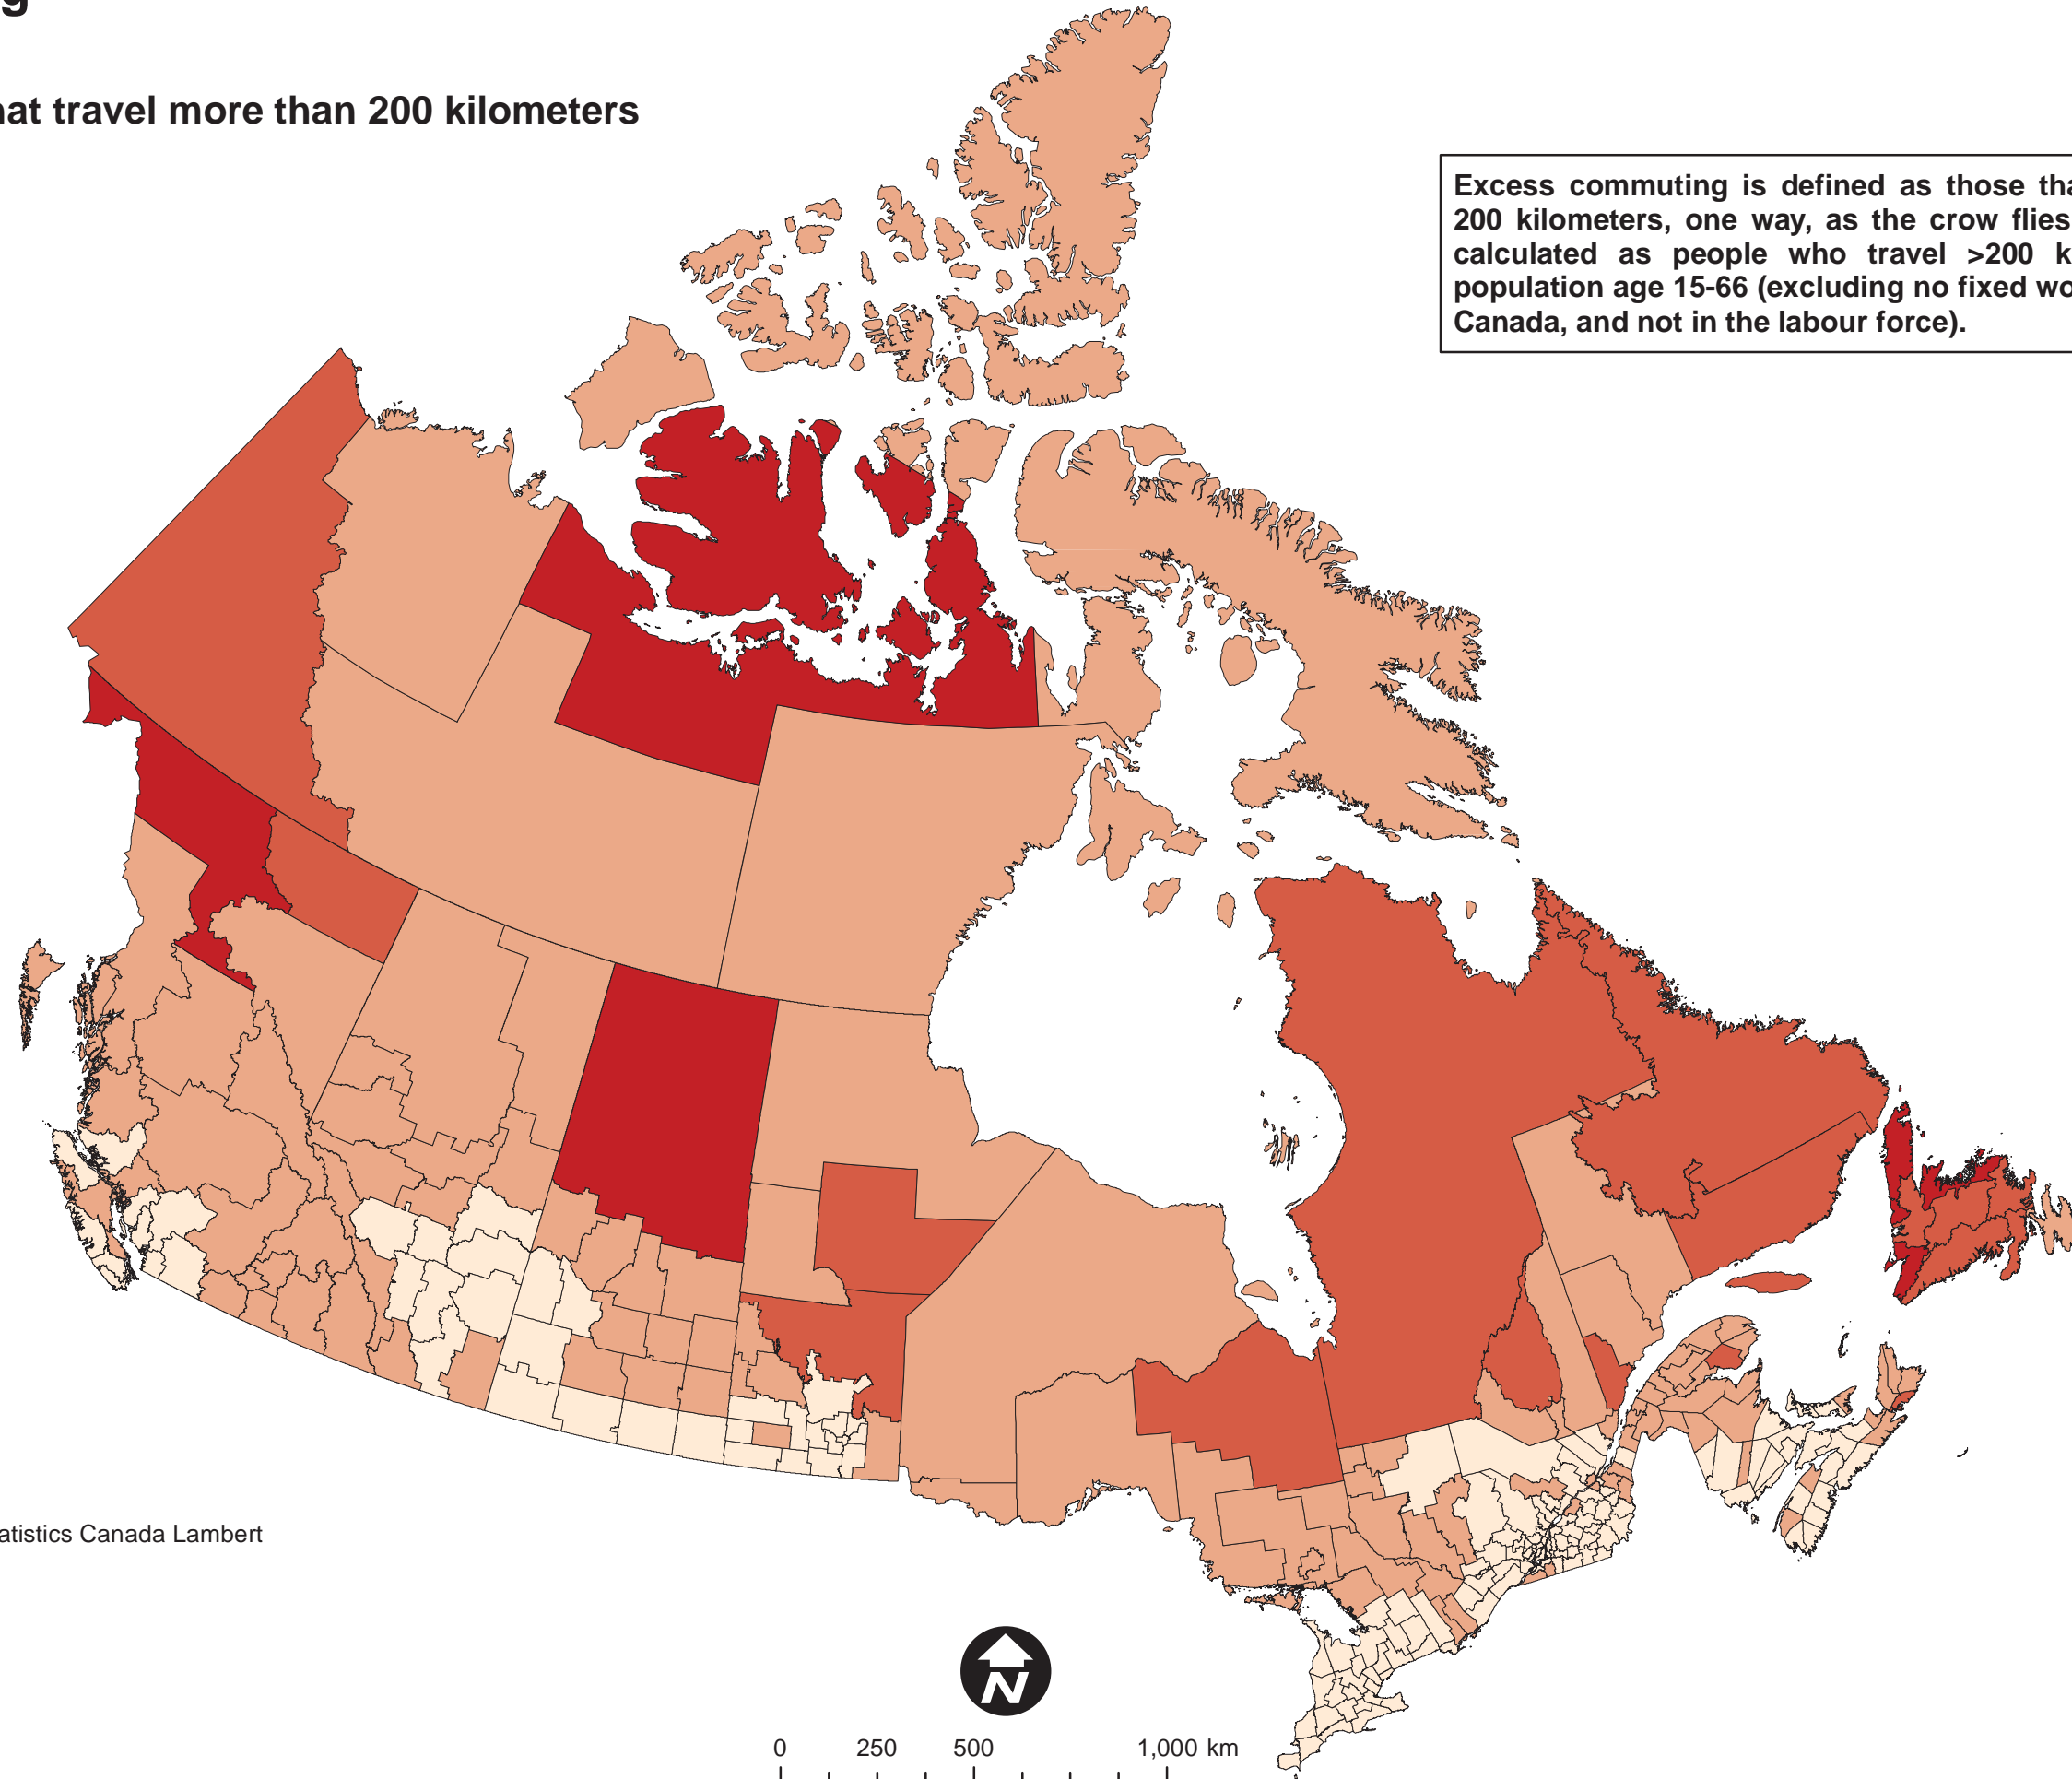 g
hat travel more than 200 kilometers
Excess commuting is defined as those tha
200 kilometers, one way, as the crow flies
calculated as people who travel >200 k
population age 15-66 (excluding no fixed wo
Canada, and not in the labour force).
atistics Canada Lambert
N
0 250 500 1,000 km